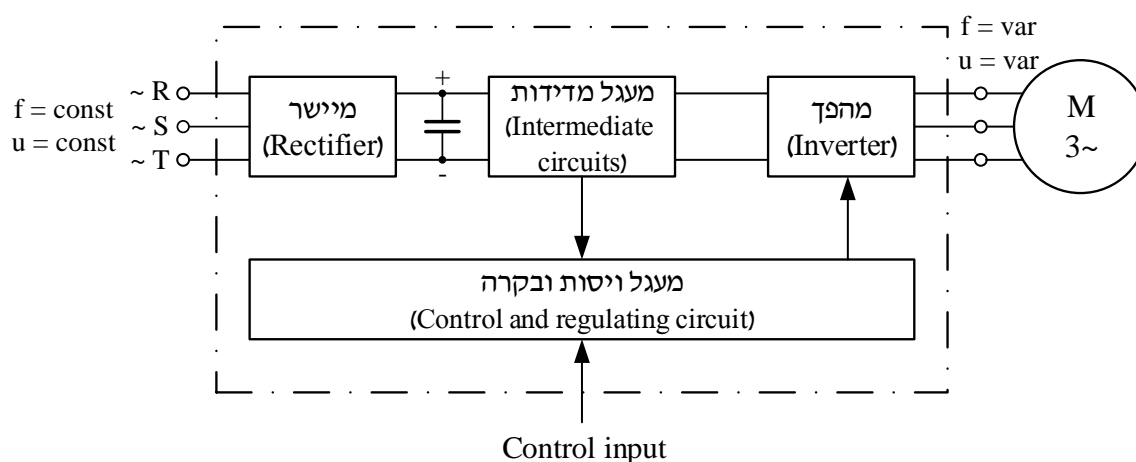 f = const
u = const
~ R
~ S
~ T
מיישר
(Rectifier)
+
-
מעגל מדידות
(Intermediate
circuits)
מהפך
(Inverter)
f = var
u = var
M
3~
מעגל ויסות ובקרה
(Control and regulating circuit)
Control input